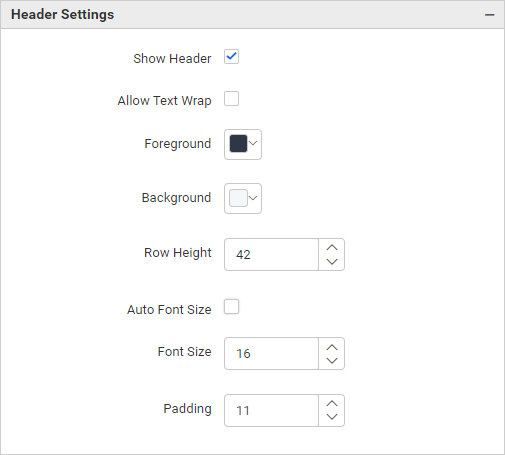 Header Settings
Show Header
Allow Text Wrap
Foreground
Background
Row Height 42
Auto Font Size
Font Size 16
Padding 11